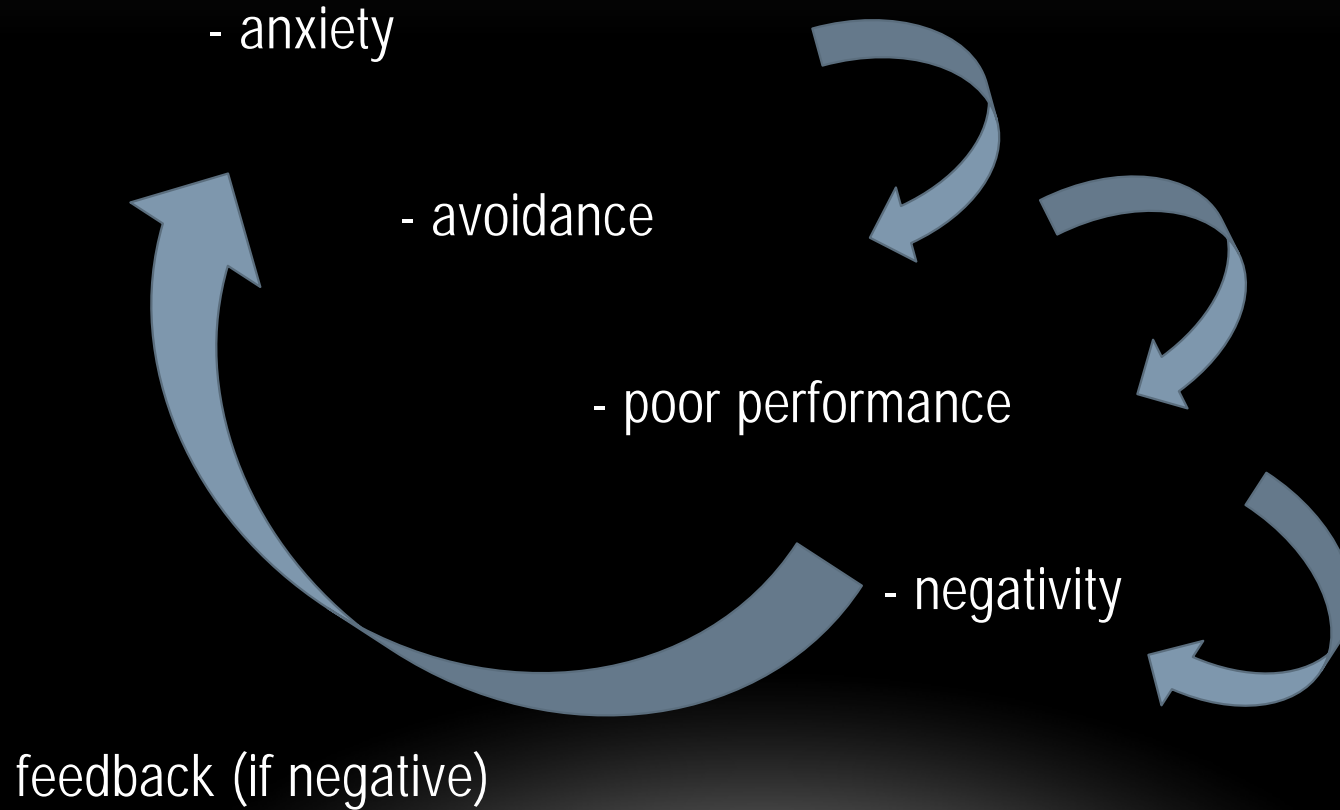 - anxiety
- avoidance
- poor performance
- negativity
feedback (if negative)